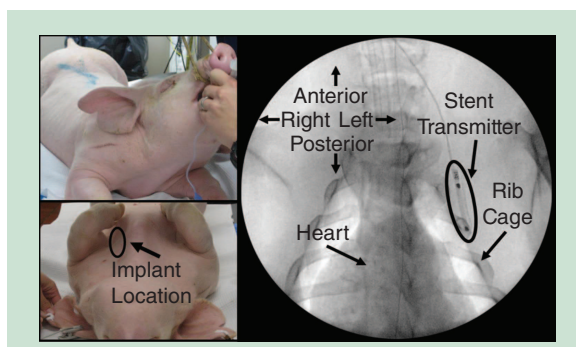 Implant
Location
Anterior
Right Left
Posterior
Stent
Transmitter
Rib
Cage
Heart